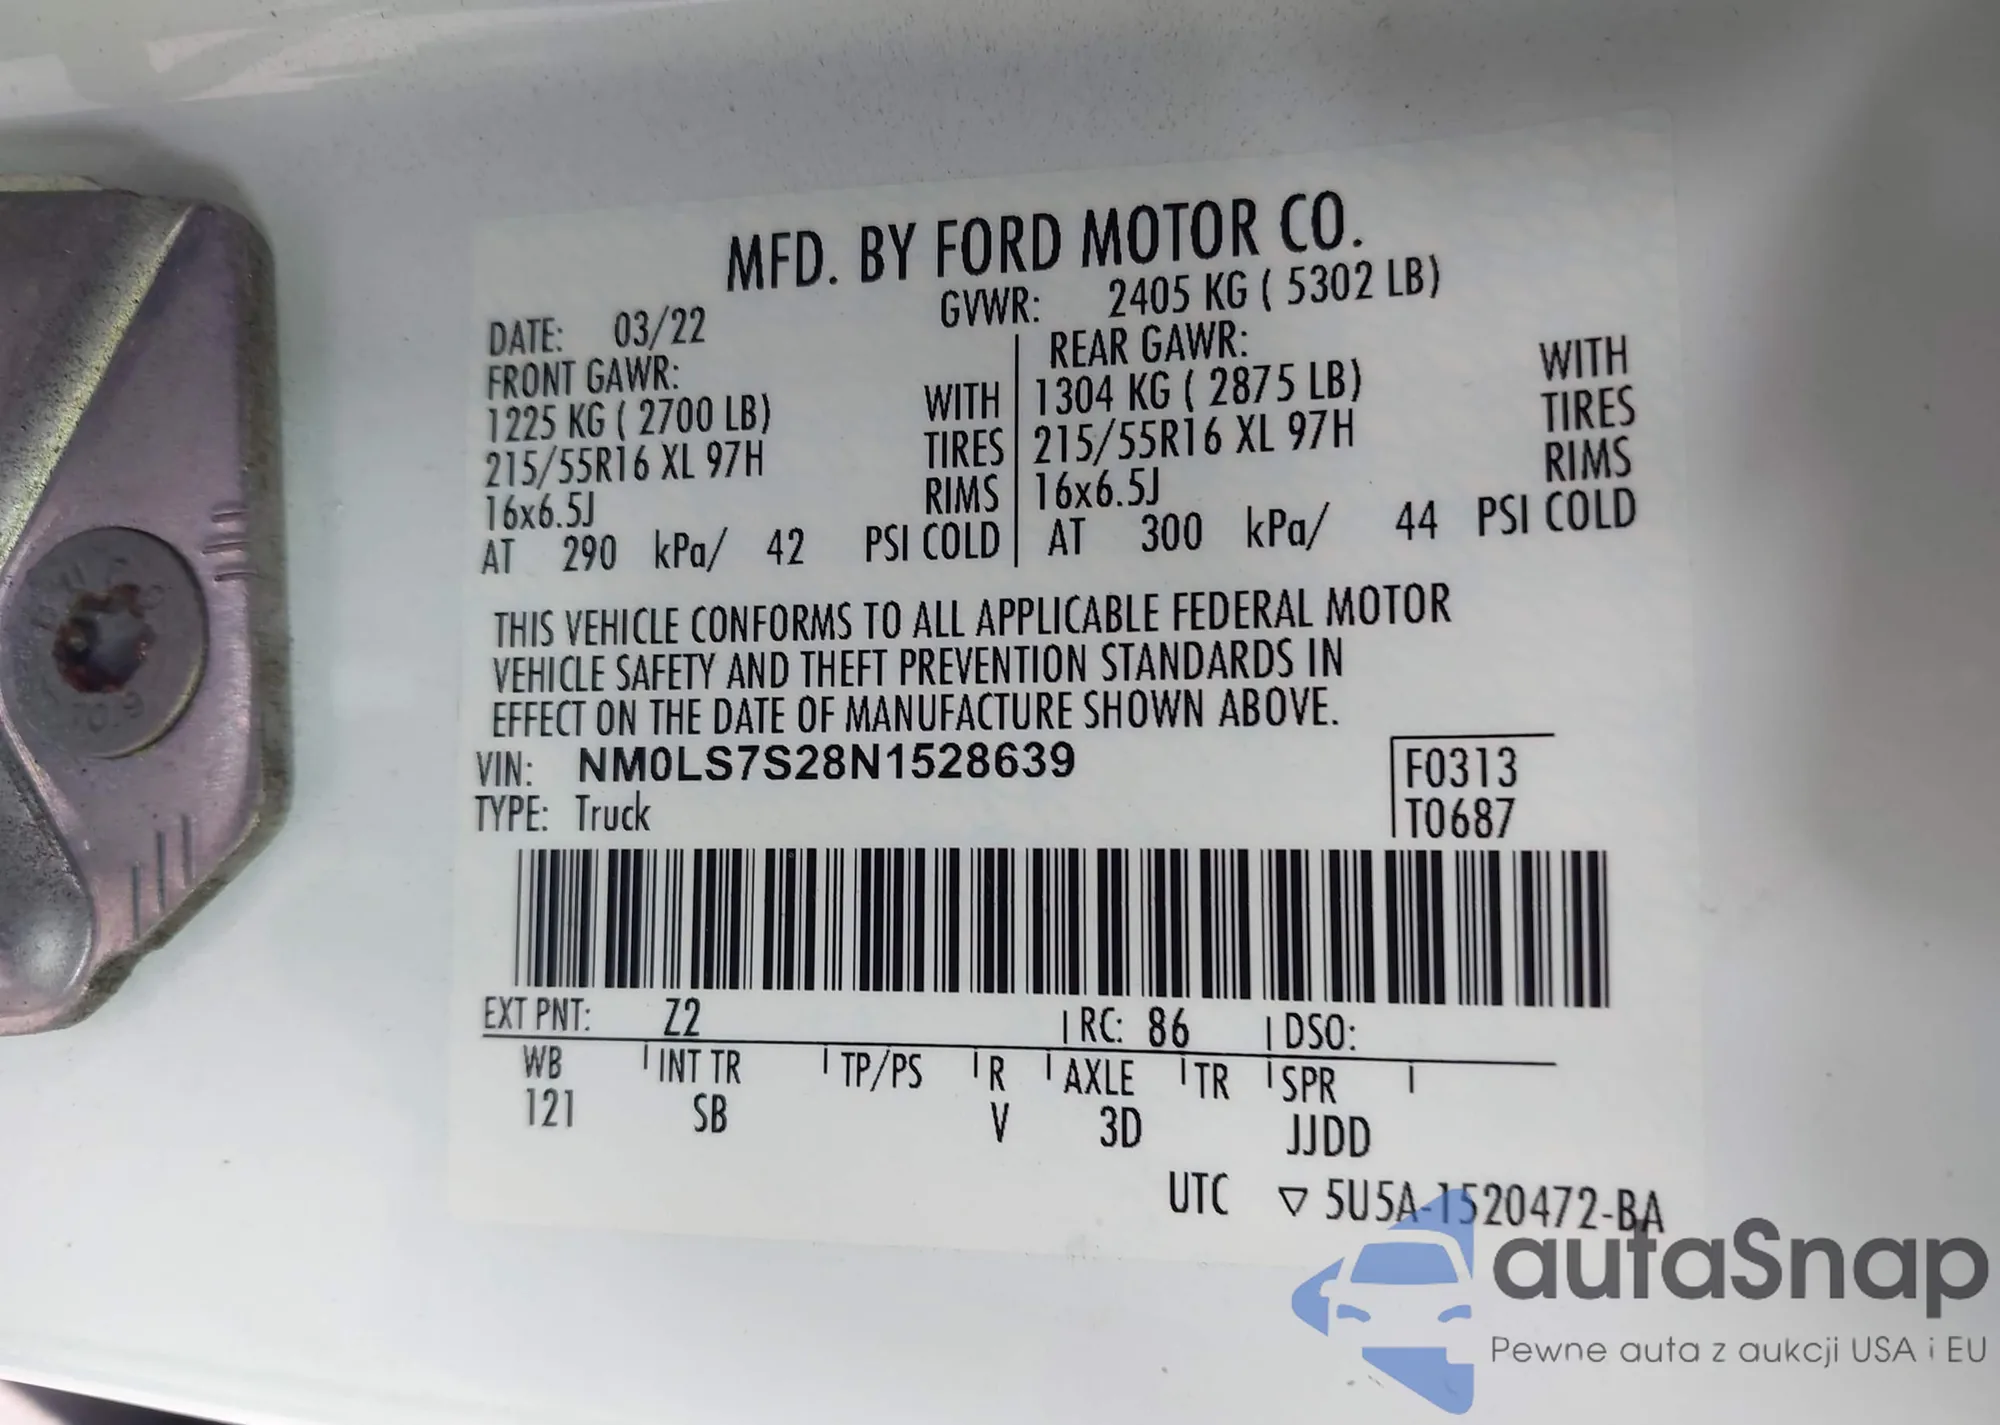 MFD. BY FORD MOTOR CO.
DATE: 03/22 GVWR: 2405 KG ( 5302 LB)
FRONT GAWR: REAR GAWR:
1225 KG ( 2700 LB) WITH 1304 KG ( 2875 LB) WITH
215/55R16 XL 97H TIRES 215/55R16 XL 97H TIRES
16x6.5J RIMS 16x6.5J RIMS
AT 290 kPa/ 42 PSI COLD AT 300 kPa/ 44 PSI COLD
THIS VEHICLE CONFORMS TO ALL APPLICABLE FEDERAL MOTOR
VEHICLE SAFETY AND THEFT PREVENTION STANDARDS IN
EFFECT ON THE DATE OF MANUFACTURE SHOWN ABOVE.
VIN: NM0LS7S28N1528639 F0313
TYPE: Truck T0687
EXT PNT: Z2 RC: 86 DSO:
WB INT TR TP/PS R AXLE TR SPR
121 SB V 3D JJDD
UTC ▽ 5U5A-1520472-BA
autaSnap
Pewne auta z aukcji USA i EU